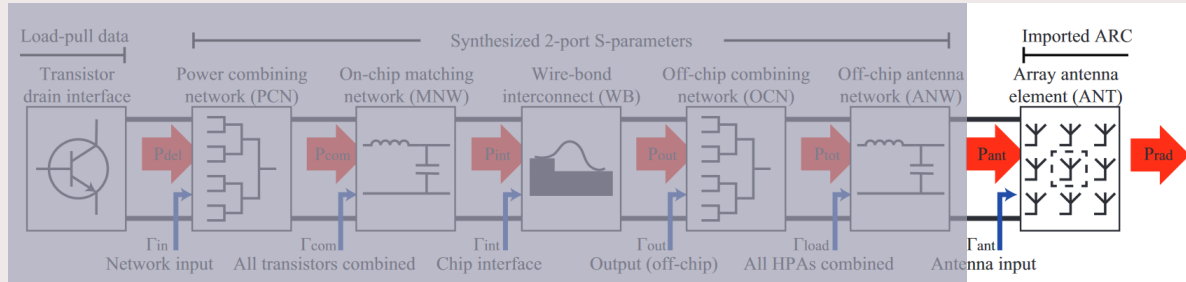 Load-pull data
Synthesized 2-port S-parameters
Imported ARC
Transistor
drain interface
Power combining
network (PCN)
On-chip matching
network (MNW)
Wire-bond
interconnect (WB)
Off-chip combining
network (OCN)
Off-chip antenna
network (ANW)
Array antenna
element (ANT)
Pdel
Pcom
Pint
Pout
Ptot
Pant
Prad
Γin
Γcom
Γint
Γout
Γload
Γant
Network input
All transistors combined
Chip interface
Output (off-chip)
All HPAs combined
Antenna input